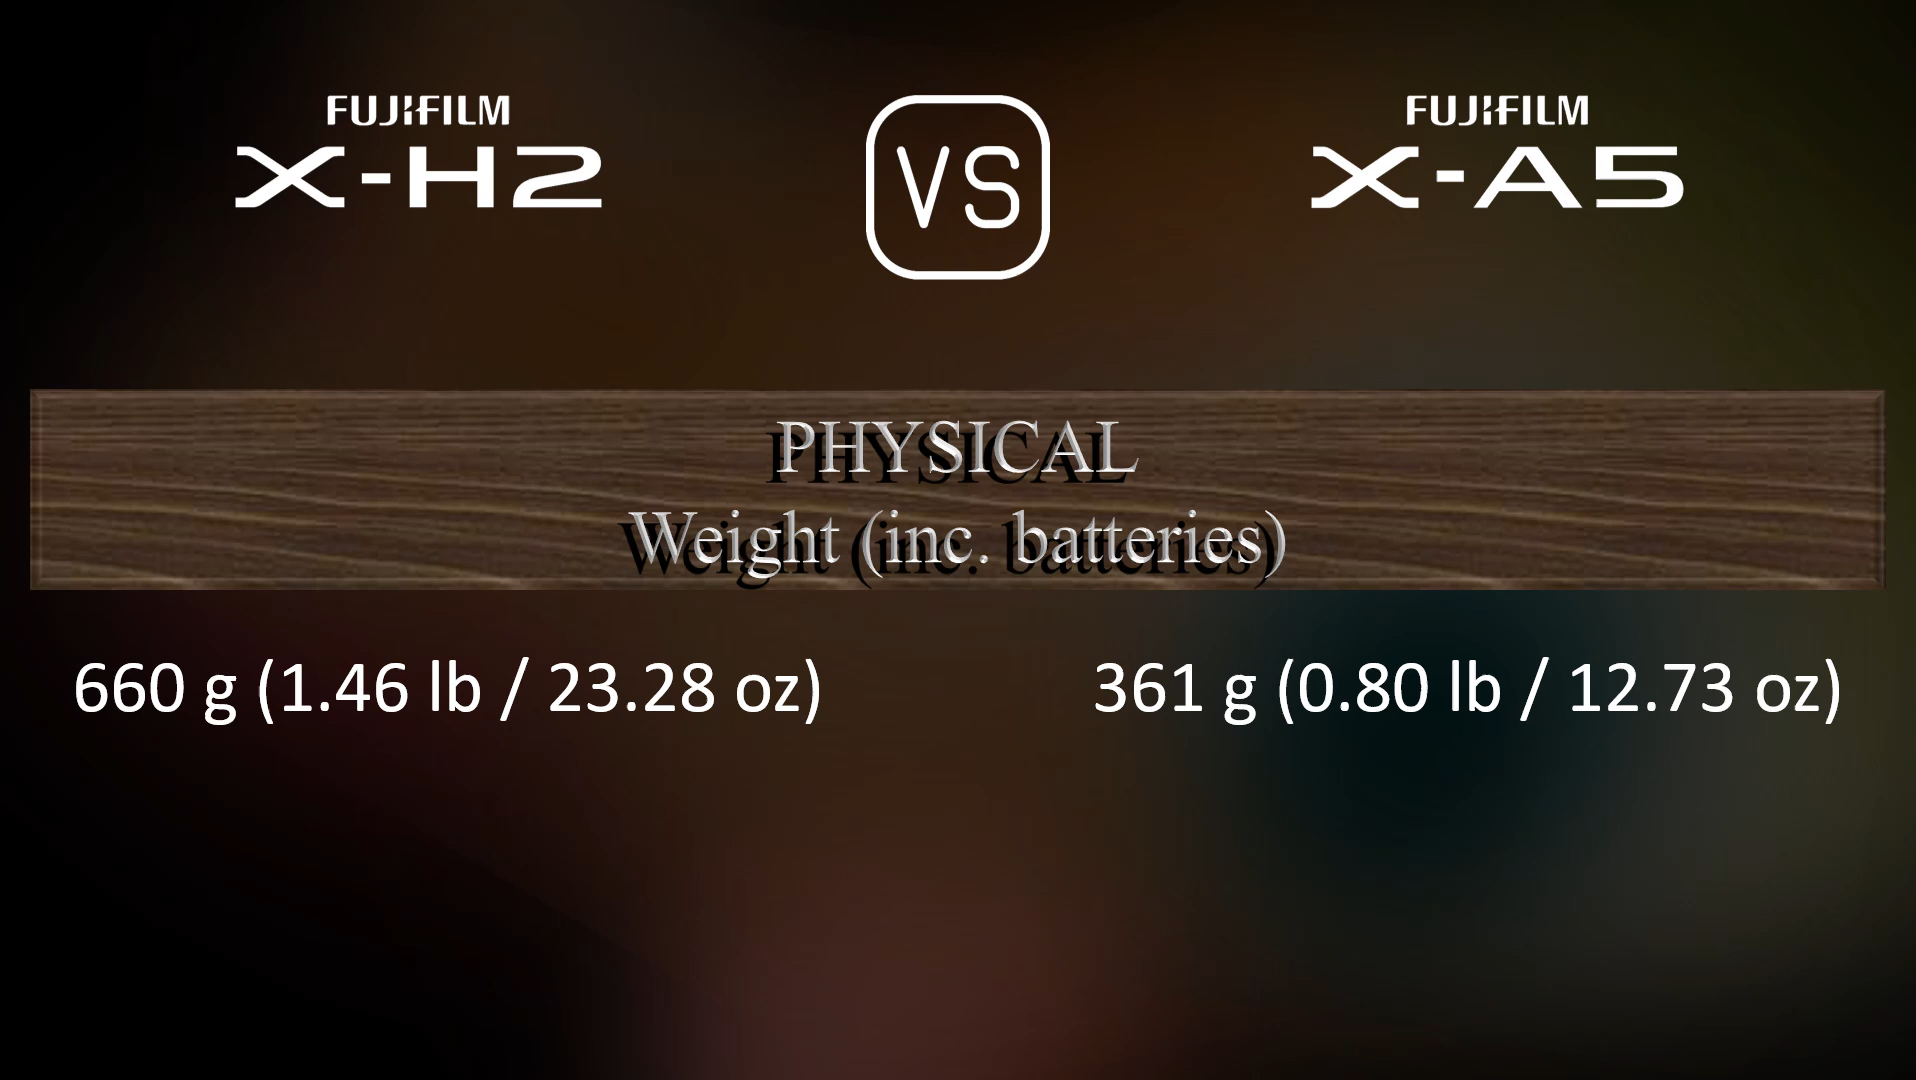 FUJIFILM
X-H2
VS
FUJIFILM
X-A5
PHYSICAL
Weight (inc. batteries)
660 g (1.46 lb / 23.28 oz)
361 g (0.80 lb / 12.73 oz)